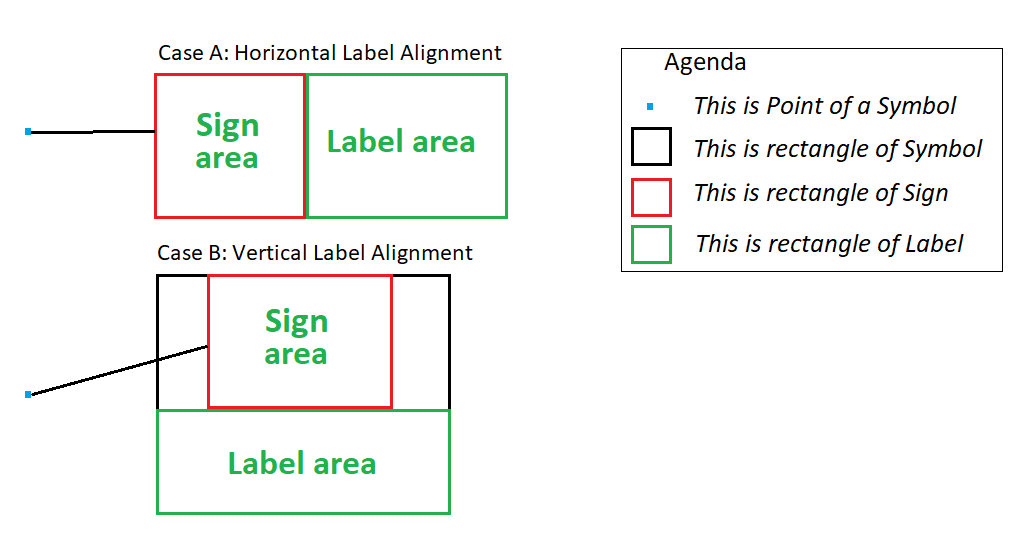 Case A: Horizontal Label Alignment
Sign
area
Label area
Case B: Vertical Label Alignment
Sign
area
Label area
Agenda
This is Point of a Symbol
This is rectangle of Symbol
This is rectangle of Sign
This is rectangle of Label